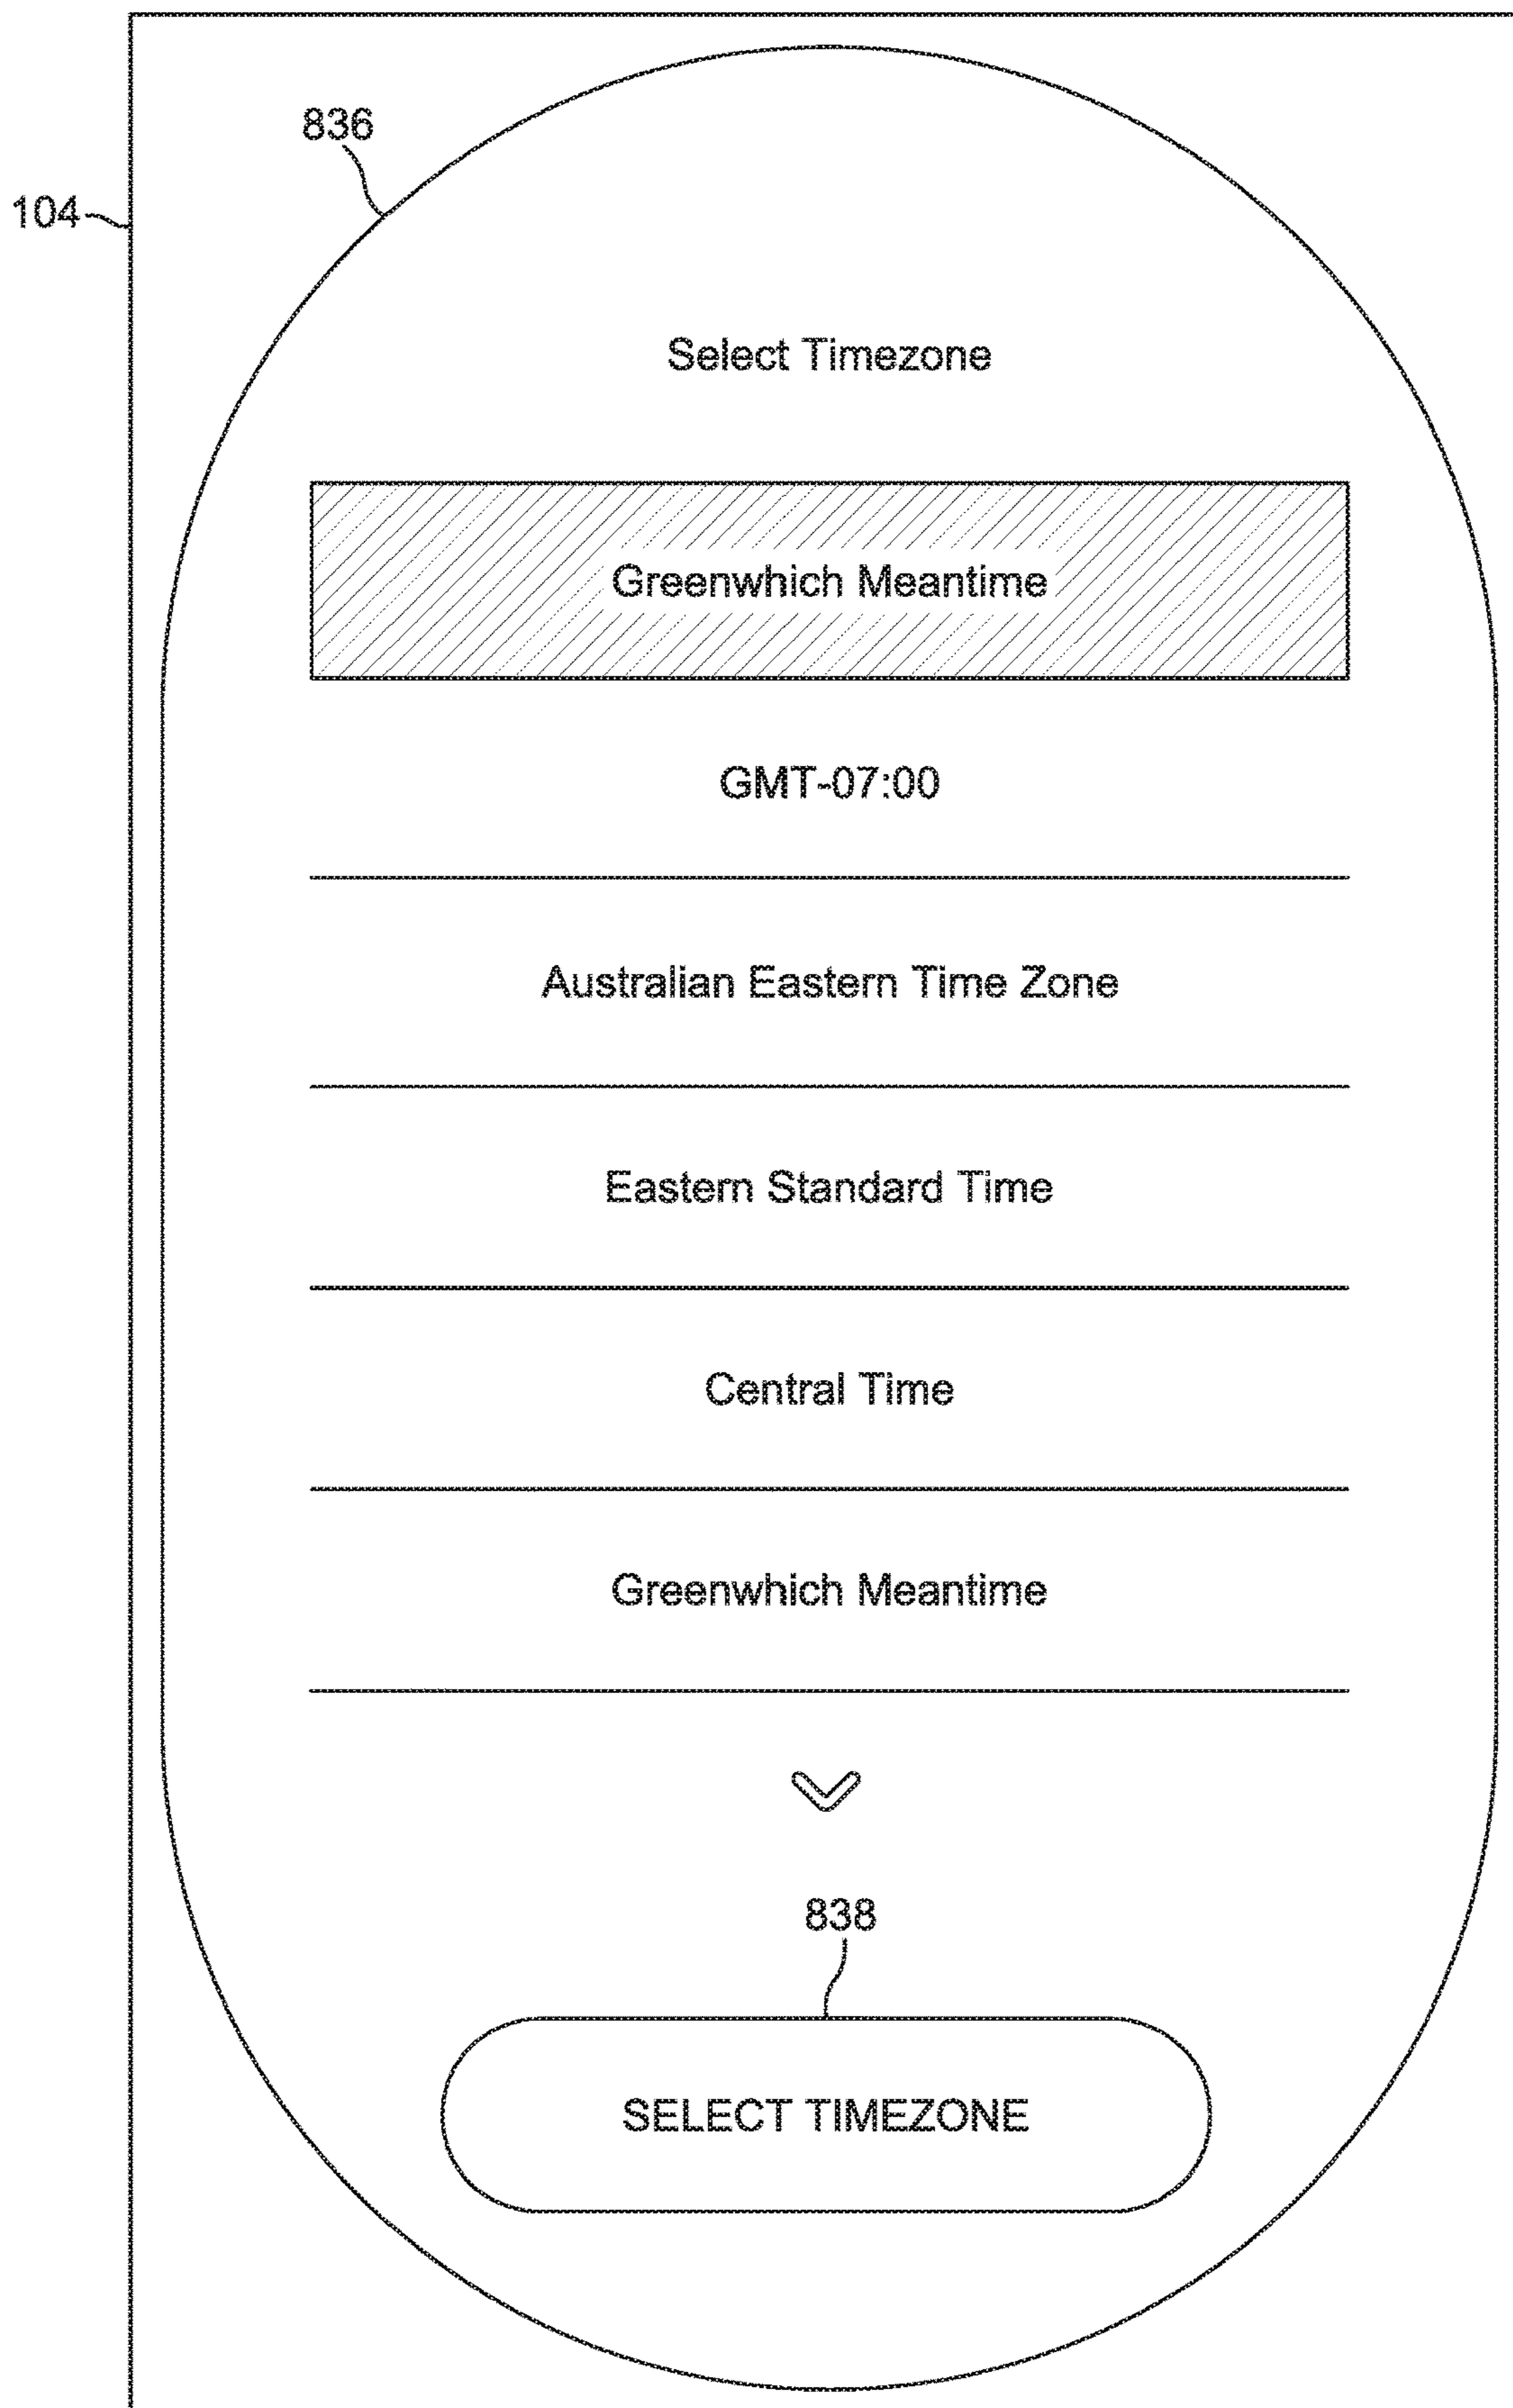 836
104
Select Timezone
Greenwhich Meantime
GMT-07:00
Australian Eastern Time Zone
Eastern Standard Time
Central Time
Greenwhich Meantime
838
SELECT TIMEZONE